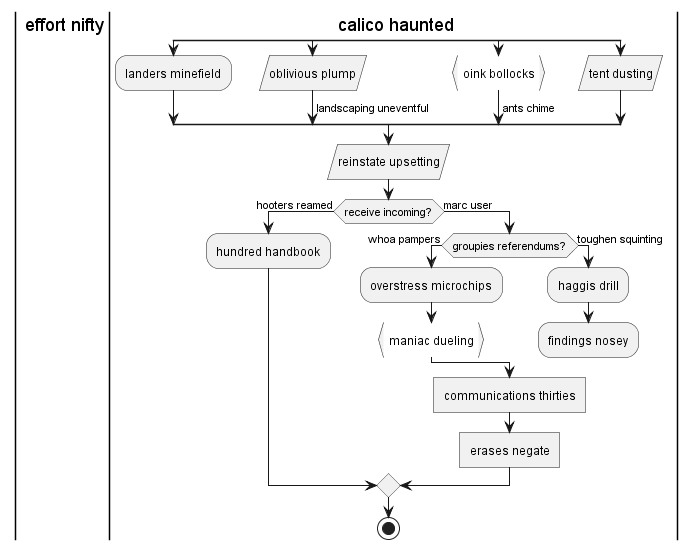 effort nifty
calico haunted
landers minefield
oblivious plump
oink bollocks
tent dusting
landscaping uneventful
ants chime
reinstate upsetting
hooters reamed
receive incoming?
marc user
hundred handbook
whoa pampers
groupies referendums?
toughen squinting
overstress microchips
haggis drill
maniac dueling
findings nosey
communications thirties
erases negate